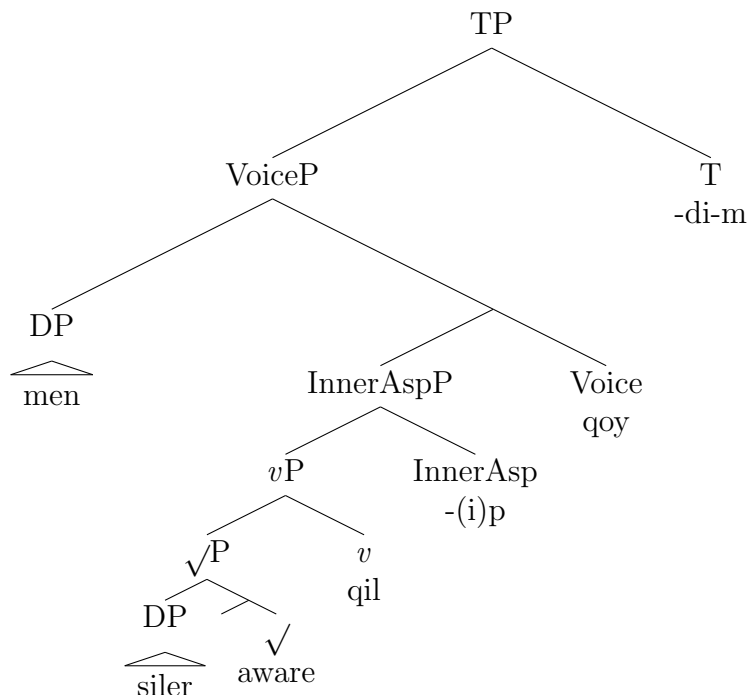 TP
VoiceP T
-di-m
DP
men
InnerAspP Voice
qoy
vP InnerAsp
-(i)p
√P v
qil
DP √
siler aware